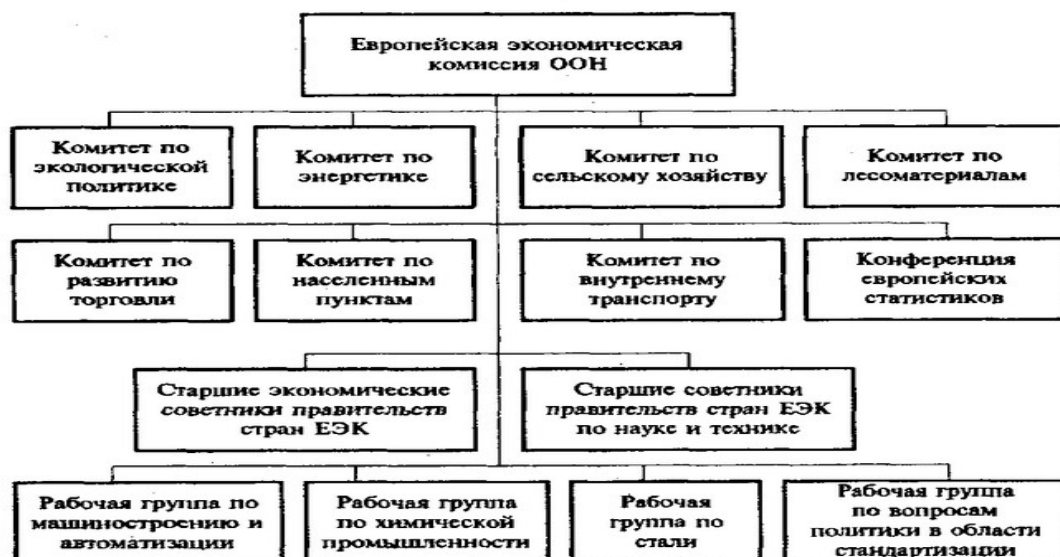 Европейская экономическая
комиссия ООН
Комитет по
экологической
политике
Комитет по
энергетике
Комитет по
сельскому хозяйству
Комитет по
лесоматериалам
Комитет по
развитию
торговли
Комитет по
населенным
пунктам
Комитет по
внутреннему
транспорту
Конференция
европейских
статистиков
Старшие экономические
советники правительств
стран ЕЭК
Старшие советники
правительств стран ЕЭК
по науке и технике
Рабочая группа по
машиностроению и
автоматизации
Рабочая группа
по химической
промышленности
Рабочая
группа по
стали
Рабочая группа
по вопросам
политики в области
стандартизации